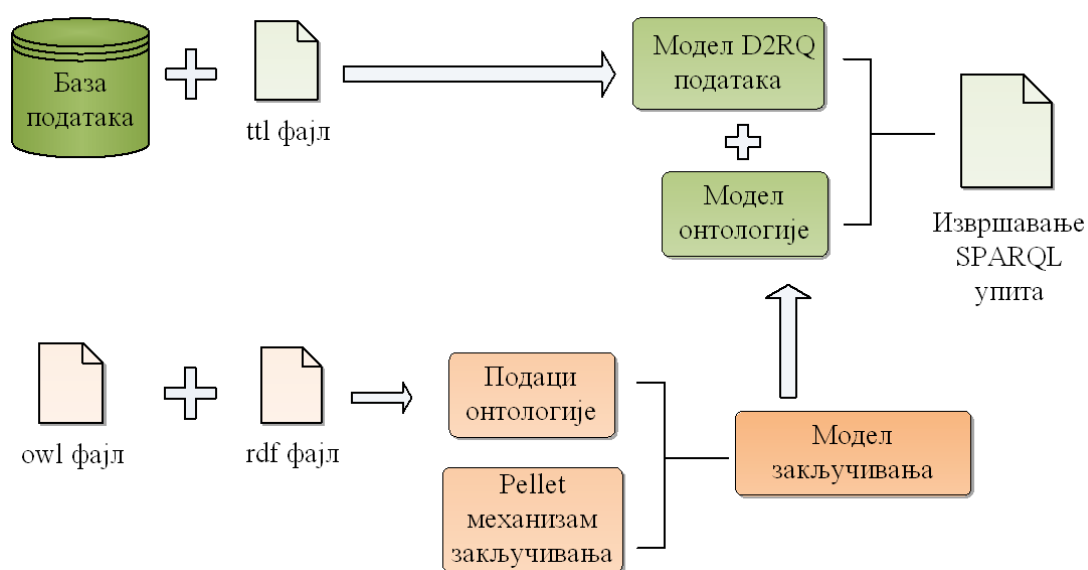 База
података
ttl фајл
Модел D2RQ
података
Модел
онтологије
Извршавање
SPARQL
упита
owl фајл
rdf фајл
Подаци
онтологије
Pellet
механизам
закључивања
Модел
закључивања